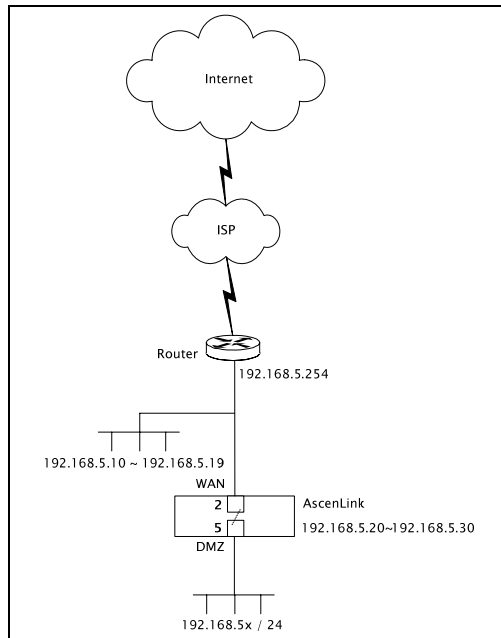 Internet
ISP
Router
192.168.5.254
192.168.5.10 ~ 192.168.5.19
WAN
2
AscenLink
5
192.168.5.20~192.168.5.30
DMZ
192.168.5x / 24